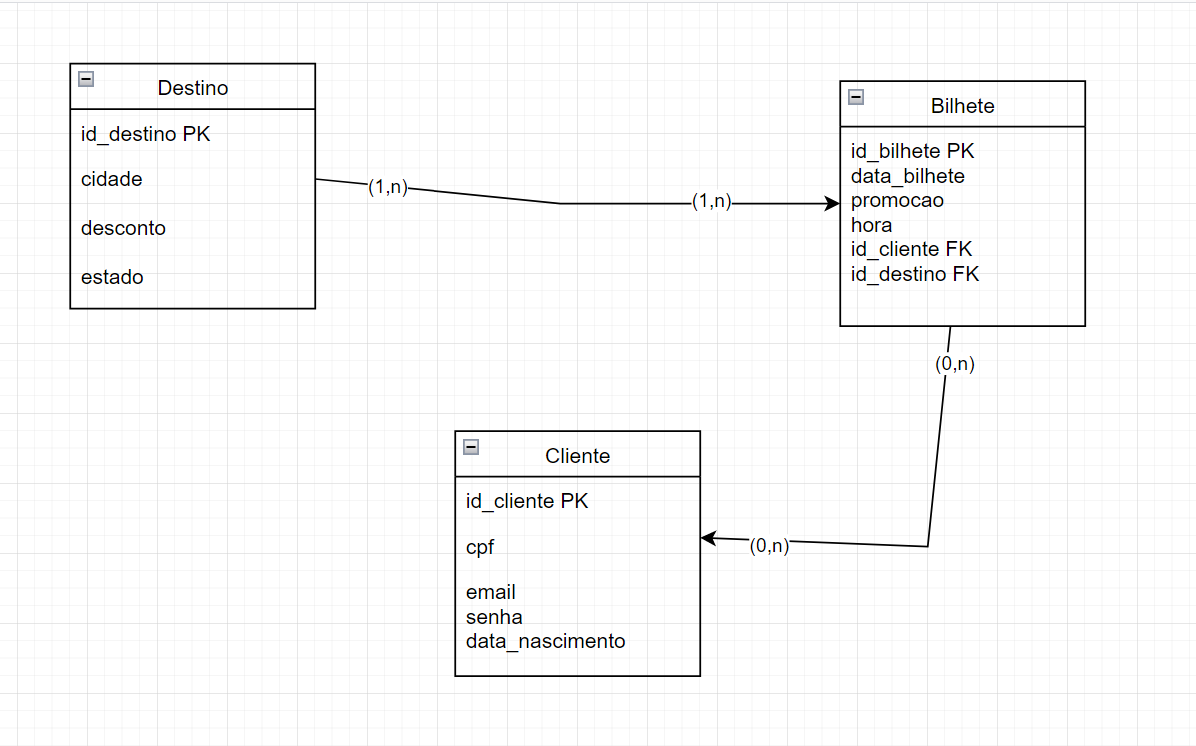 Destino
id_destino PK
cidade
desconto
estado
(1,n)
(1,n)
Bilhete
id_bilhete PK
data_bilhete
promocao
hora
id_cliente FK
id_destino FK
(0,n)
(0,n)
Cliente
id_cliente PK
cpf
email
senha
data_nascimento